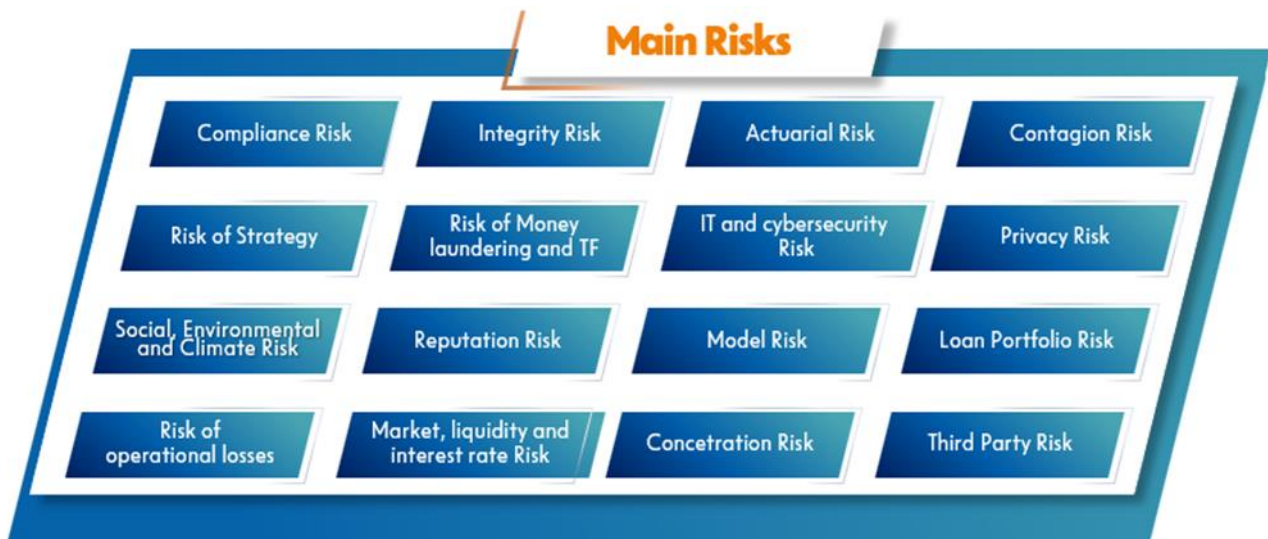 Main Risks
Compliance Risk
Integrity Risk
Actuarial Risk
Contagion Risk
Risk of Strategy
Risk of Money
laundering and TF
IT and cybersecurity
Risk
Privacy Risk
Social, Environmental
and Climate Risk
Reputation Risk
Model Risk
Loan Portfolio Risk
Risk of
operational losses
Market, liquidity and
interest rate Risk
Concetration Risk
Third Party Risk